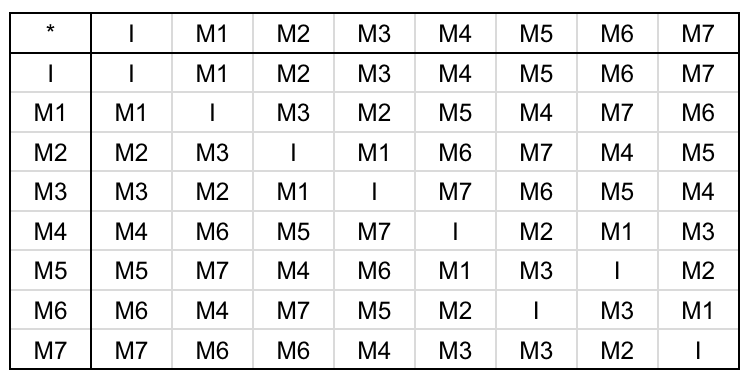 * I M1 M2 M3 M4 M5 M6 M7
I I M1 M2 M3 M4 M5 M6 M7
M1 M1 I M3 M2 M5 M4 M7 M6
M2 M2 M3 I M1 M6 M7 M4 M5
M3 M3 M2 M1 I M7 M6 M5 M4
M4 M4 M6 M5 M7 I M2 M1 M3
M5 M5 M7 M4 M6 M1 M3 I M2
M6 M6 M4 M7 M5 M2 I M3 M1
M7 M7 M6 M6 M4 M3 M3 M2 I